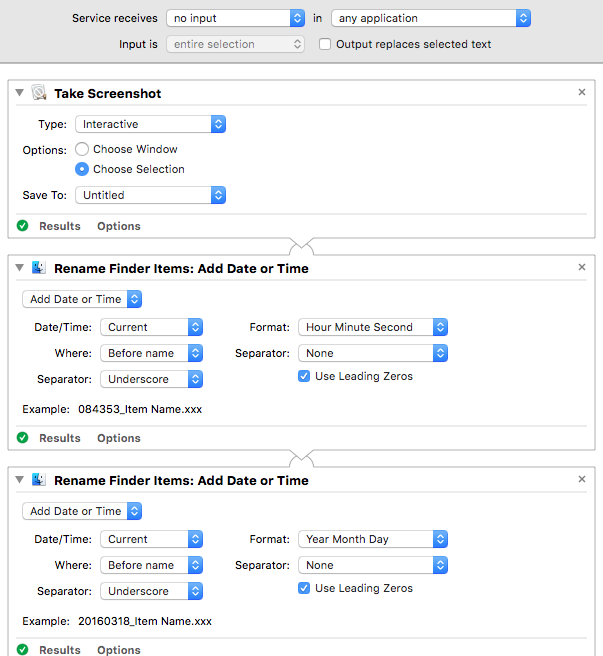 Service receives no input in any application
Input is entire selection Output replaces selected text
Take Screenshot
Type: Interactive
Options: Choose Window
Choose Selection
Save To: Untitled
Results Options
Rename Finder Items: Add Date or Time
Add Date or Time
Date/Time: Current Format: Hour Minute Second
Where: Before name Separator: None
Separator: Underscore Use Leading Zeros
Example: 084353_Item Name.xxx
Results Options
Rename Finder Items: Add Date or Time
Add Date or Time
Date/Time: Current Format: Year Month Day
Where: Before name Separator: None
Separator: Underscore Use Leading Zeros
Example: 20160318_Item Name.xxx
Results Options